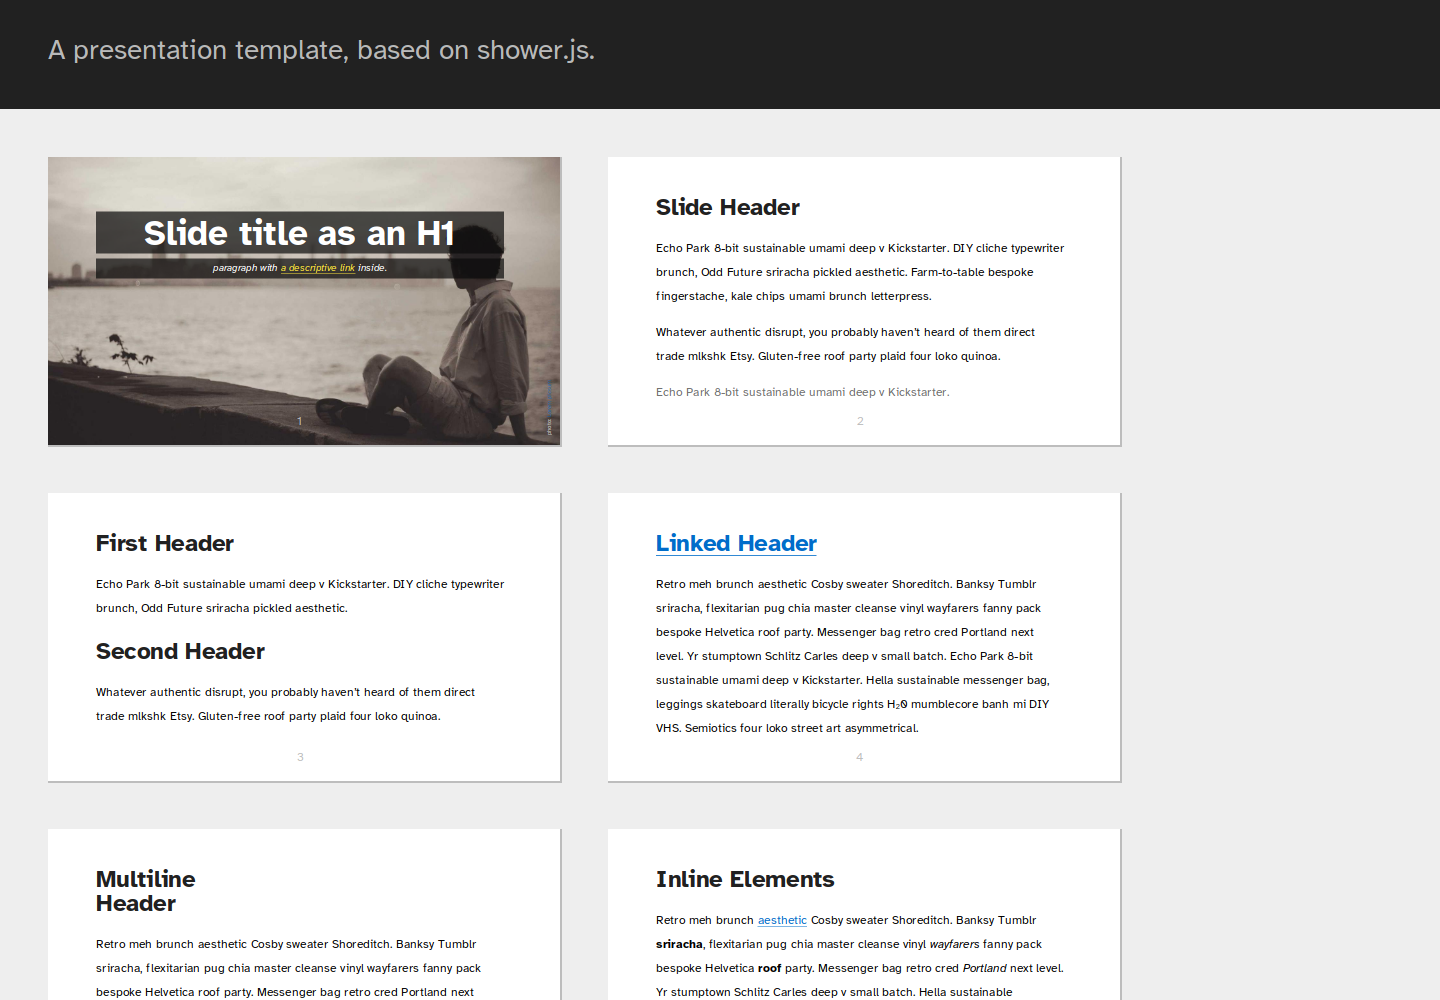 A presentation template, based on shower.js.
Slide title as an H1
paragraph with a descriptive link inside.
photo:
1
Slide Header
Echo Park 8-bit sustainable umami deep v Kickstarter. DIY cliche typewriter
brunch, Odd Future sriracha pickled aesthetic. Farm-to-table bespoke
fingerstache, kale chips umami brunch letterpress.
Whatever authentic disrupt, you probably haven't heard of them direct
trade mlkshk Etsy. Gluten-free roof party plaid four loko quinoa.
Echo Park 8-bit sustainable umami deep v Kickstarter.
2
First Header
Echo Park 8-bit sustainable umami deep v Kickstarter. DIY cliche typewriter
brunch, Odd Future sriracha pickled aesthetic.
Second Header
Whatever authentic disrupt, you probably haven't heard of them direct
trade mlkshk Etsy. Gluten-free roof party plaid four loko quinoa.
3
Linked Header
Retro meh brunch aesthetic Cosby sweater Shoreditch. Banksy Tumblr
sriracha, flexitarian pug chia master cleanse vinyl wayfarers fanny pack
bespoke Helvetica roof party. Messenger bag retro cred Portland next
level. Yr stumptown Schlitz Carles deep v small batch. Echo Park 8-bit
sustainable umami deep v Kickstarter. Hella sustainable messenger bag,
leggings skateboard literally bicycle rights H₂0 mumblecore banh mi DIY
VHS. Semiotics four loko street art asymmetrical.
4
Multiline
Header
Retro meh brunch aesthetic Cosby sweater Shoreditch. Banksy Tumblr
sriracha, flexitarian pug chia master cleanse vinyl wayfarers fanny pack
bespoke Helvetica roof party. Messenger bag retro cred Portland next
Inline Elements
Retro meh brunch aesthetic Cosby sweater Shoreditch. Banksy Tumblr
sriracha, flexitarian pug chia master cleanse vinyl wayfarers fanny pack
bespoke Helvetica roof party. Messenger bag retro cred Portland next level.
Yr stumptown Schlitz Carles deep v small batch. Hella sustainable